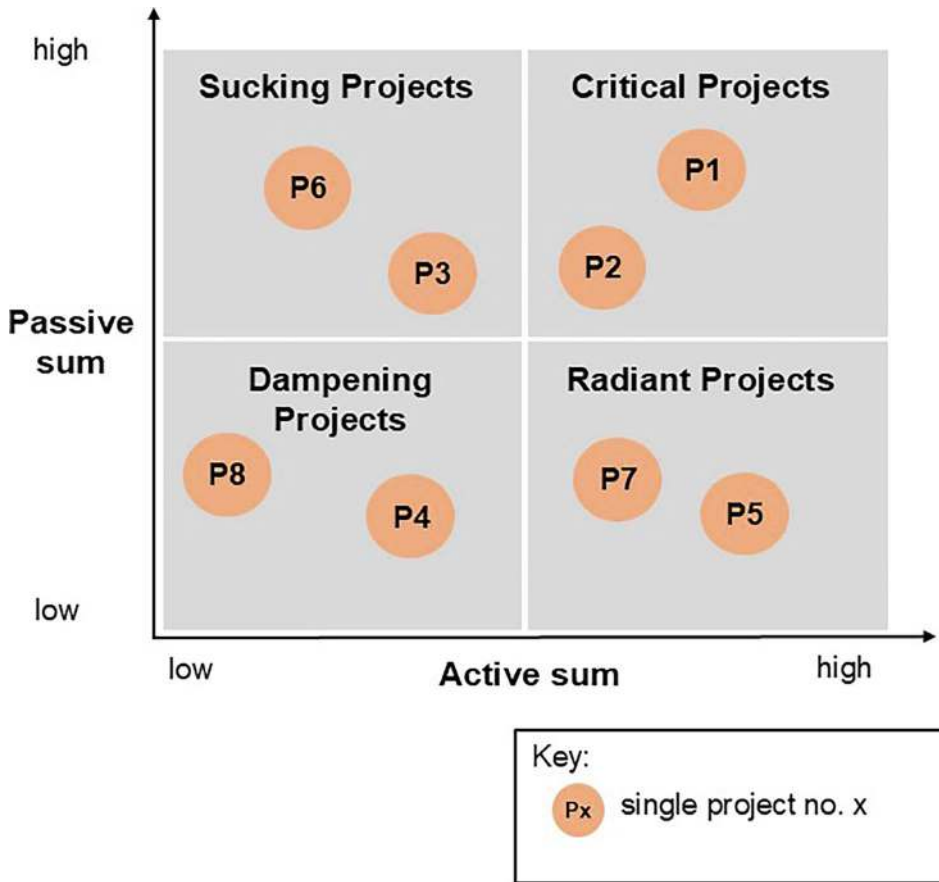 high
Sucking Projects
Critical Projects
P1
P6
P2
P3
Passive
sum
Dampening
Projects
Radiant Projects
P8
P7
P4
P5
low
low
Active sum
high
Key:
Px single project no. x